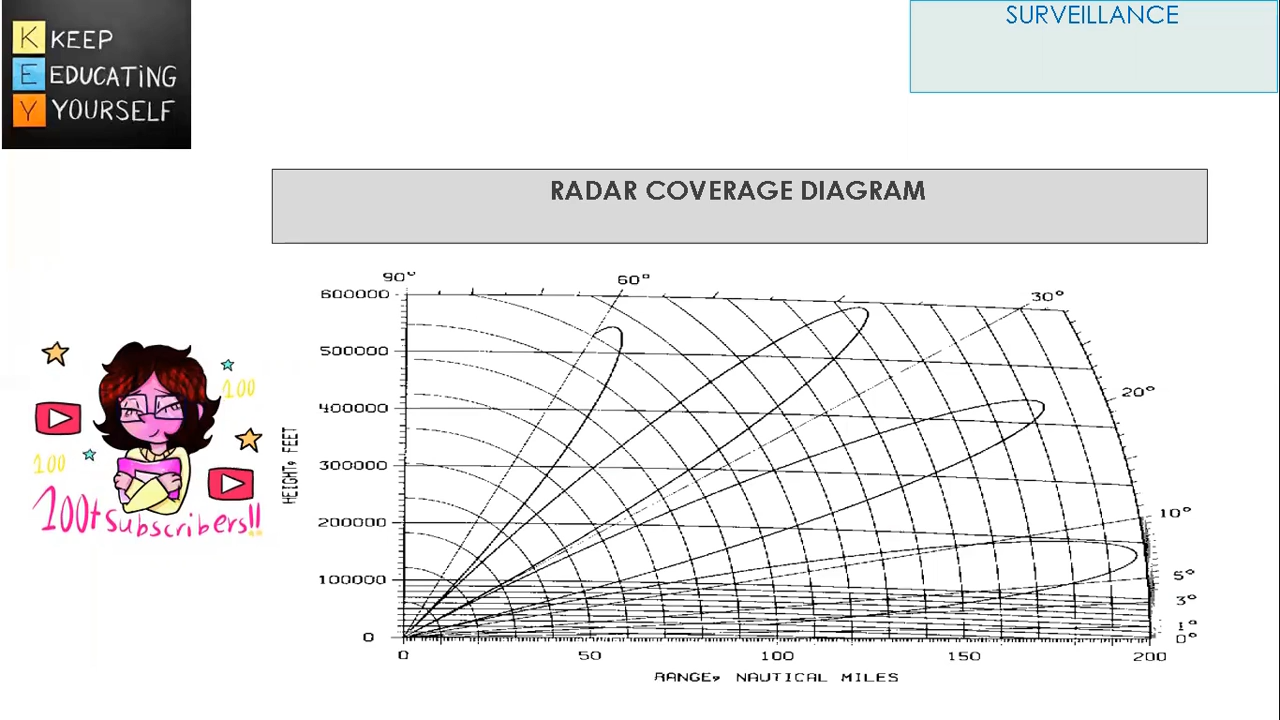 SURVEILLANCE
K KEEP
E EDUCATING
Y YOURSELF
RADAR COVERAGE DIAGRAM
90° 60° 30°
600000
500000
20°
400000
100
100
HEIGHT, FEET
300000
100+ subscribers!!
10°
200000
100000
5°
3°
1°
0 0°
0 50 100 150 200
RANGE, NAUTICAL MILES